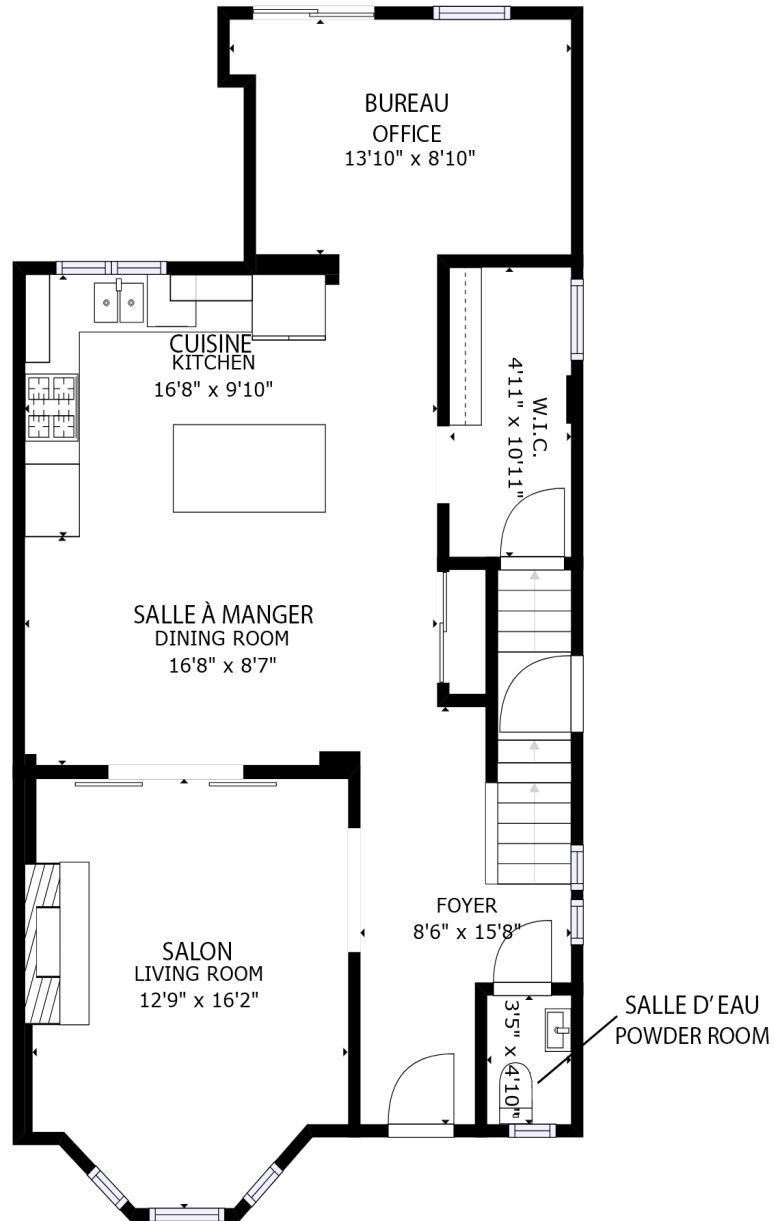 BUREAU
OFFICE
13'10" x 8'10"
CUISINE
KITCHEN
16'8" x 9'10"
W.I.C.
4'11" x 10'11"
SALLE À MANGER
DINING ROOM
16'8" x 8'7"
FOYER
8'6" x 15'8"
SALON
LIVING ROOM
12'9" x 16'2"
3'5" x 4'10"
SALLE D'EAU
POWDER ROOM